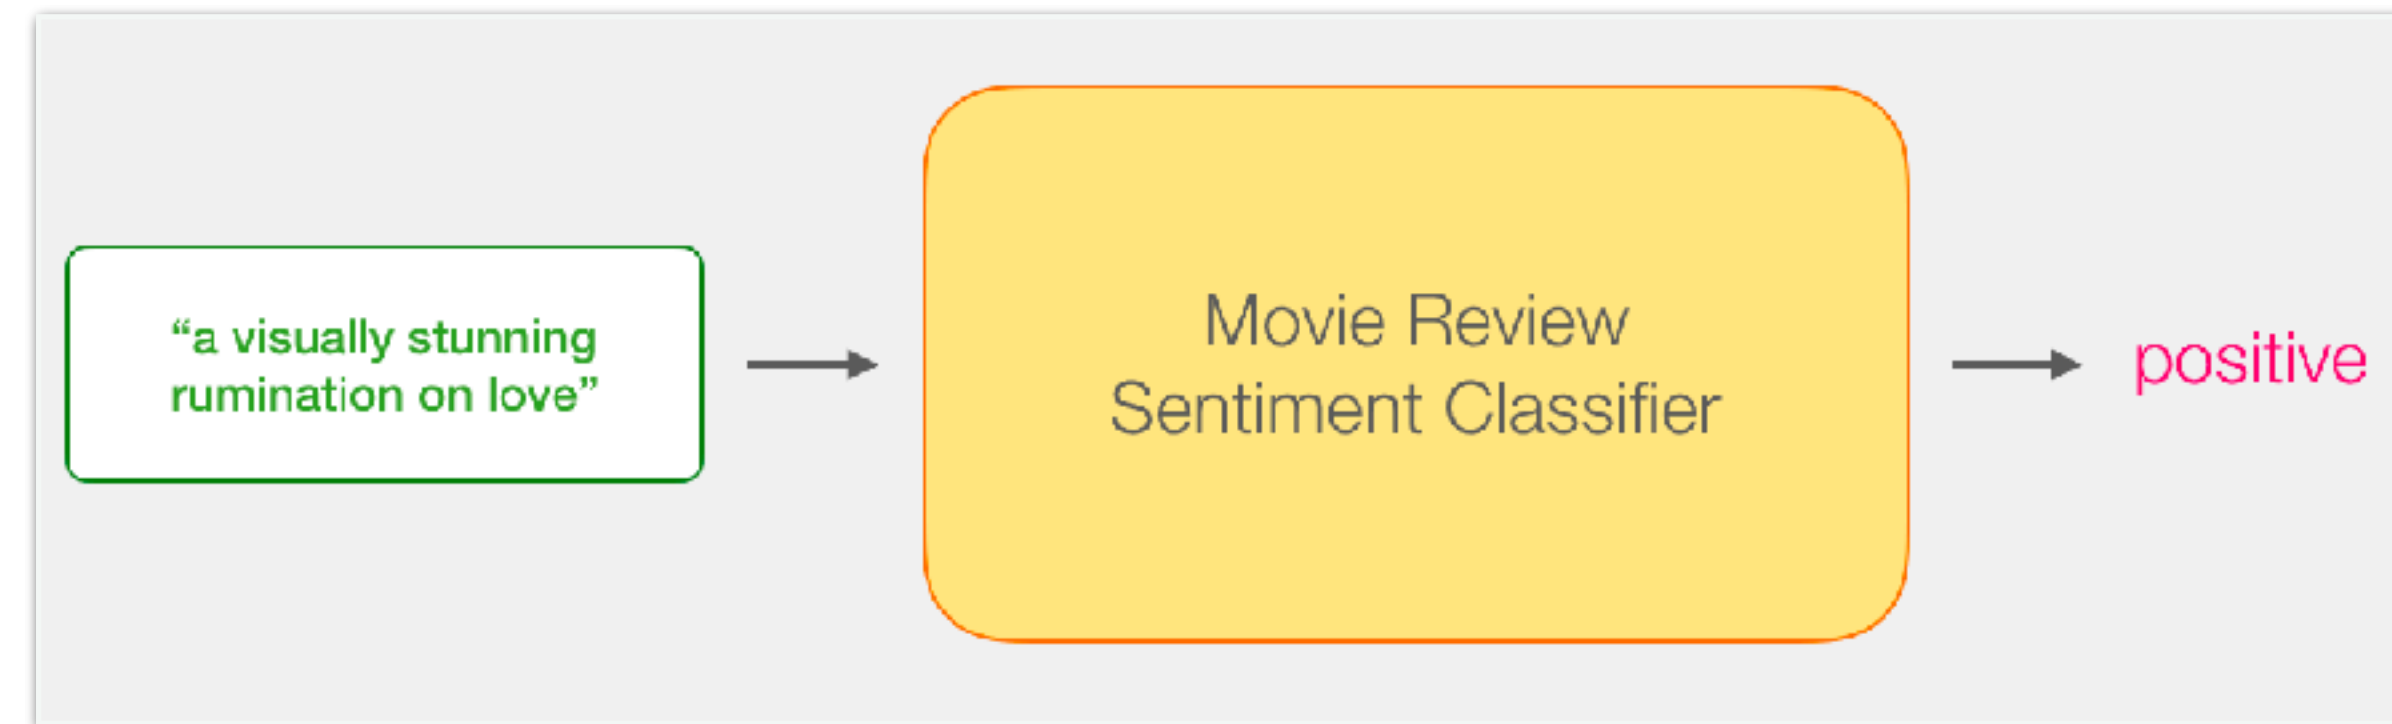 “a visually stunning
rumination on love”
Movie Review
Sentiment Classifier
positive